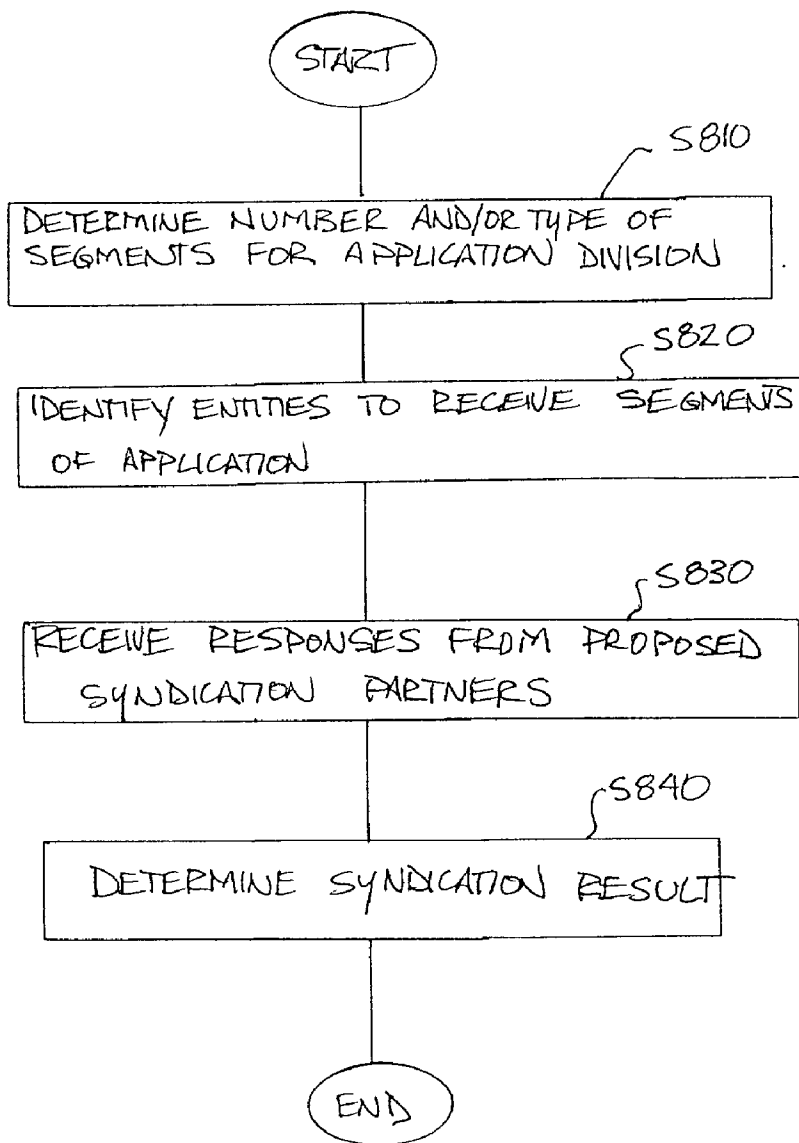 START
S810
DETERMINE NUMBER AND/OR TYPE OF
SEGMENTS FOR APPLICATION DIVISION
S820
IDENTIFY ENTITIES TO RECEIVE SEGMENTS
OF APPLICATION
S830
RECEIVE RESPONSES FROM PROPOSED
SYNDICATION PARTNERS
S840
DETERMINE SYNDICATION RESULT
END